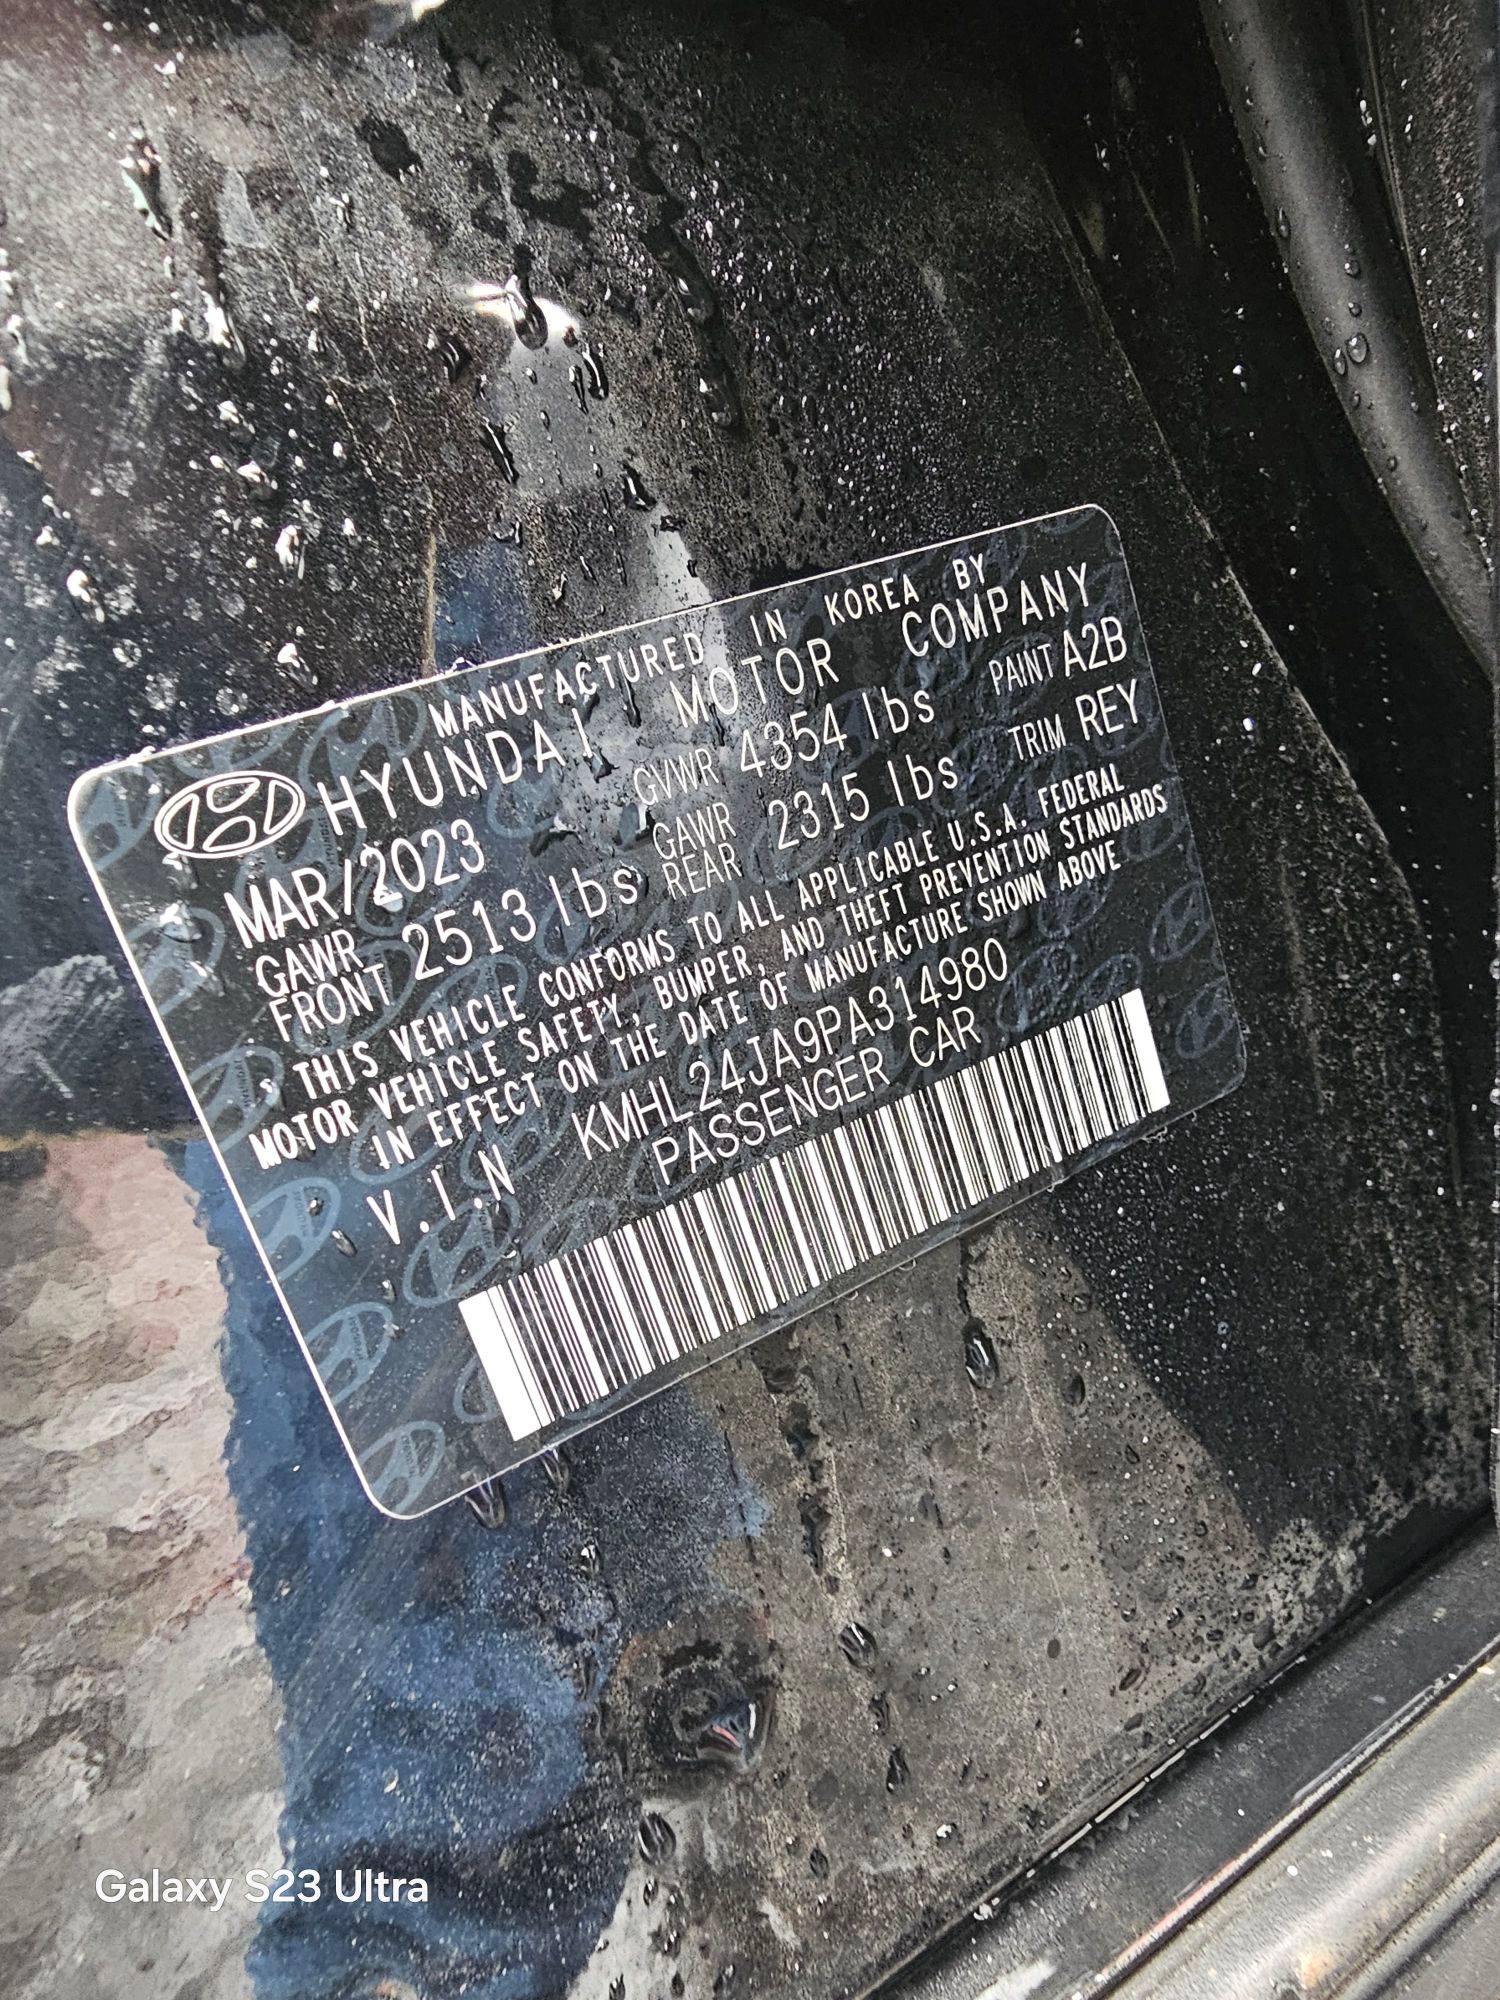 MANUFACTURED IN KOREA BY
HYUNDAI MOTOR COMPANY
MAR/2023 GVWR 4354 lbs PAINT A2B
GAWR FRONT 2513 lbs GAWR REAR 2315 lbs TRIM REY
THIS VEHICLE CONFORMS TO ALL APPLICABLE U.S.A. FEDERAL
MOTOR VEHICLE SAFETY, BUMPER, AND THEFT PREVENTION STANDARDS
IN EFFECT ON THE DATE OF MANUFACTURE SHOWN ABOVE
V.I.N KMHL24JA9PA314980
PASSENGER CAR
Galaxy S23 Ultra